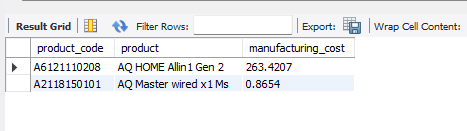 Result Grid Filter Rows: Export: Wrap Cell Content:
product_code product manufacturing_cost
A6121110208 AQ HOME Allin1 Gen 2 263.4207
A2118150101 AQ Master wired x1 Ms 0.8654